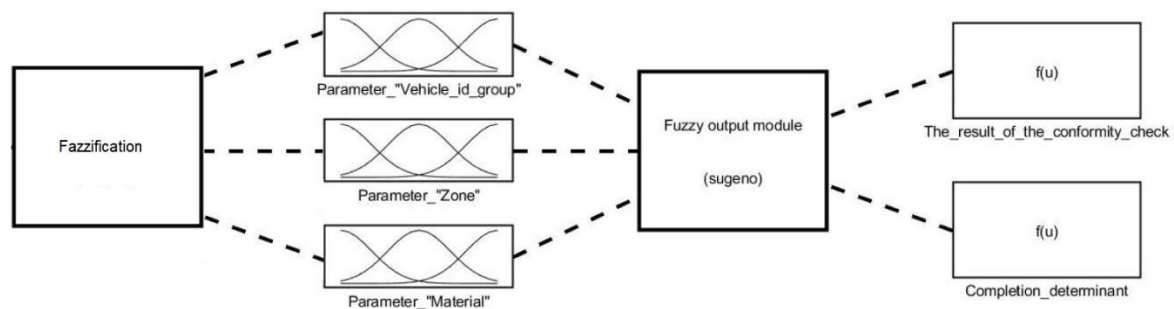 Fazzification
Parameter_"Vehicle_id_group"
Parameter_"Zone"
Parameter_"Material"
Fuzzy output module
(sugeno)
f(u)
The_result_of_the_conformity_check
f(u)
Completion_determinant